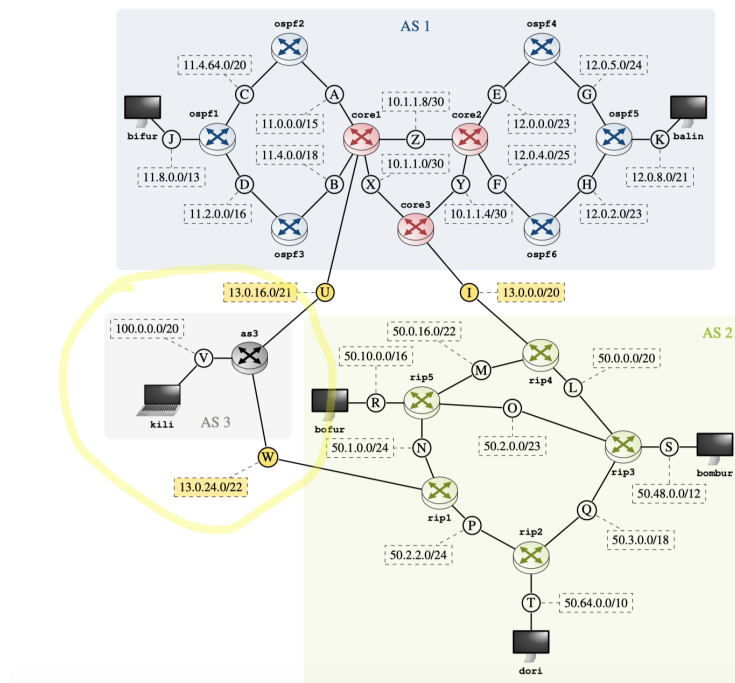 ospf2
AS 1
ospf4
11.4.64.0/20
12.0.5.0/24
C
A
E
G
ospf1
core1
10.1.1.8/30
core2
ospf5
bifur
J
11.0.0.0/15
Z
12.0.0.0/23
K
balin
11.4.0.0/18
10.1.1.0/30
12.0.4.0/25
11.8.0.0/13
D
B
X
Y
F
H
12.0.8.0/21
11.2.0.0/16
core3
10.1.1.4/30
12.0.2.0/23
ospf3
ospf6
13.0.16.0/21
U
I
13.0.0.0/20
100.0.0.0/20
as3
50.0.16.0/22
AS 2
V
50.10.0.0/16
M
50.0.0.0/20
rip5
rip4
L
kili
AS 3
R
O
bofur
50.1.0.0/24
N
50.2.0.0/23
S
W
rip3
bombur
13.0.24.0/22
50.48.0.0/12
rip1
Q
P
rip2
50.3.0.0/18
50.2.2.0/24
T
50.64.0.0/10
dori